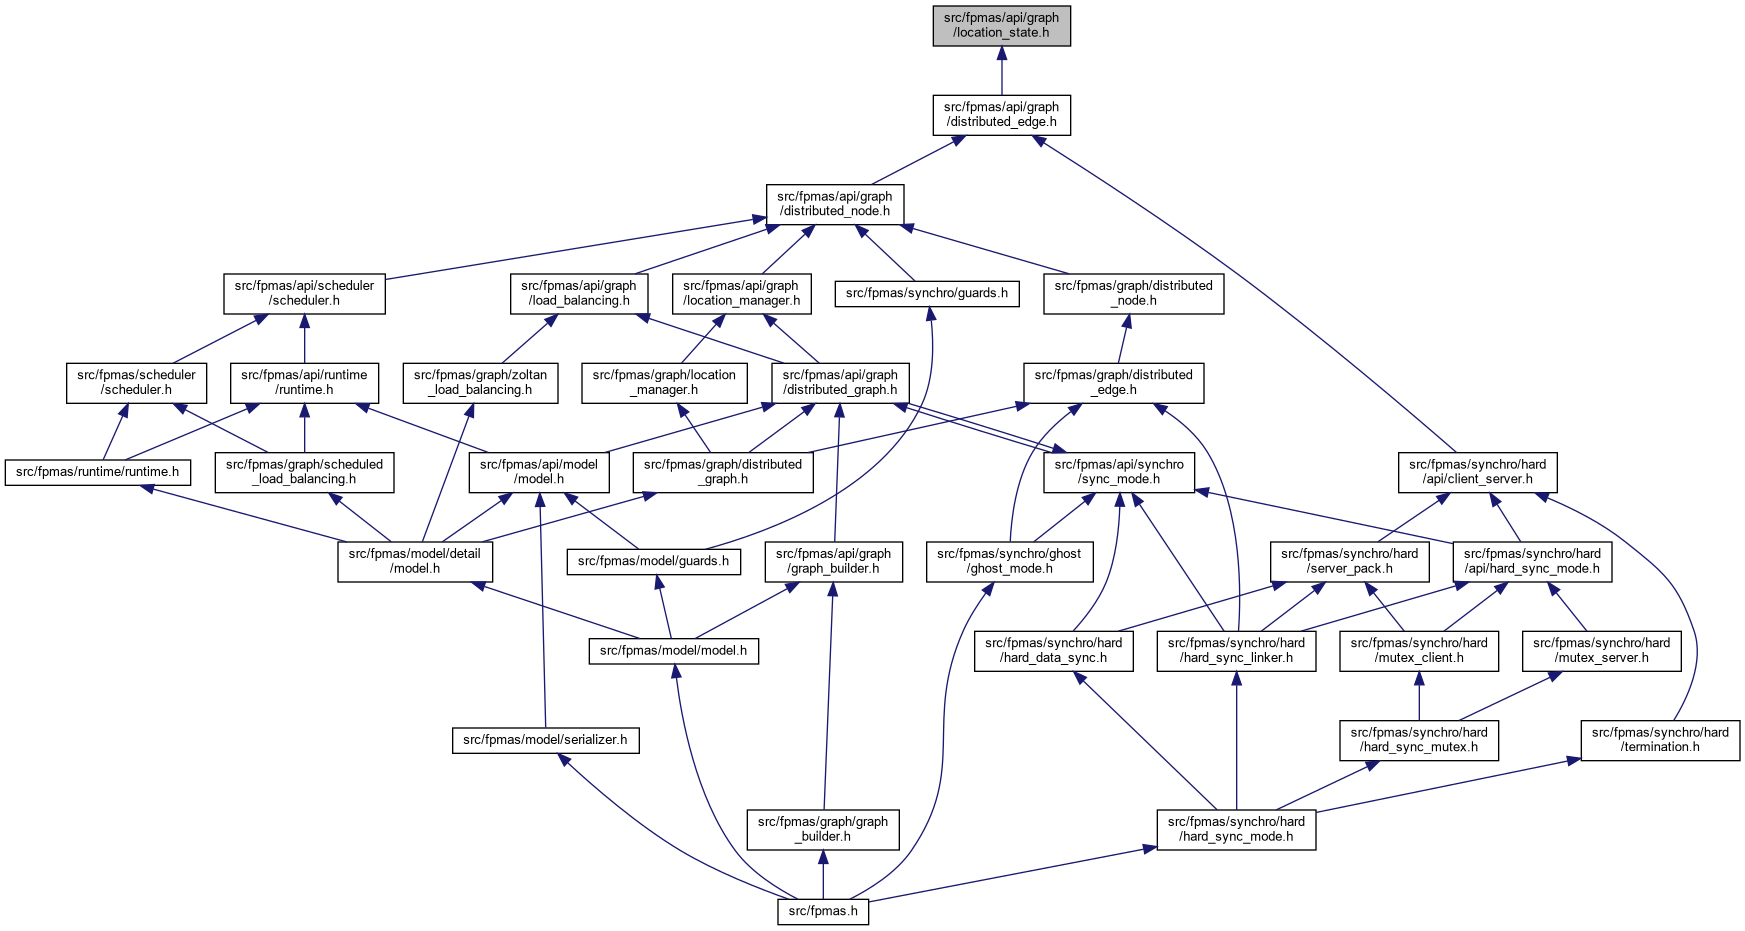 src/fpmas/api/graph
/location_state.h
src/fpmas/api/graph
/distributed_edge.h
src/fpmas/api/graph
/distributed_node.h
src/fpmas/api/scheduler
/scheduler.h
src/fpmas/api/graph
/load_balancing.h
src/fpmas/api/graph
/location_manager.h
src/fpmas/synchro/guards.h
src/fpmas/graph/distributed
_node.h
src/fpmas/scheduler
/scheduler.h
src/fpmas/api/runtime
/runtime.h
src/fpmas/graph/zoltan
_load_balancing.h
src/fpmas/graph/location
_manager.h
src/fpmas/api/graph
/distributed_graph.h
src/fpmas/graph/distributed
_edge.h
src/fpmas/runtime/runtime.h
src/fpmas/graph/scheduled
_load_balancing.h
src/fpmas/api/model
/model.h
src/fpmas/graph/distributed
_graph.h
src/fpmas/api/synchro
/sync_mode.h
src/fpmas/synchro/hard
/api/client_server.h
src/fpmas/model/detail
/model.h
src/fpmas/model/guards.h
src/fpmas/api/graph
/graph_builder.h
src/fpmas/synchro/ghost
/ghost_mode.h
src/fpmas/synchro/hard
/server_pack.h
src/fpmas/synchro/hard
/api/hard_sync_mode.h
src/fpmas/model/model.h
src/fpmas/synchro/hard
/hard_data_sync.h
src/fpmas/synchro/hard
/hard_sync_linker.h
src/fpmas/synchro/hard
/mutex_client.h
src/fpmas/synchro/hard
/mutex_server.h
src/fpmas/model/serializer.h
src/fpmas/synchro/hard
/hard_sync_mutex.h
src/fpmas/synchro/hard
/termination.h
src/fpmas/graph/graph
_builder.h
src/fpmas/synchro/hard
/hard_sync_mode.h
src/fpmas.h